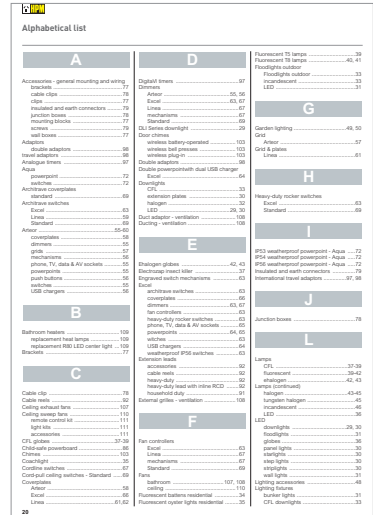 HPM
Alphabetical list
A
Accessories - general mounting and wiring
brackets 77
cable clips 78
clips 77
insulated and earth connectors 79
junction boxes 78
mounting blocks 77
screws 79
wall boxes 77
Adaptors
double adaptors 98
travel adaptors 98
Analogue timers 97
Aqua
powerpoint 72
switches 72
Architrave coverplates
standard 69
Architrave switches
Excel 63
Linea 59
Standard 69
Arteor 55-60
coverplates 58
dimmers 55
grids 57
mechanisms 56
phone, TV, data & AV sockets 55
powerpoints 55
push buttons 56
switches 55
USB chargers 56
B
Bathroom heaters 109
replacement heat lamps 109
replacement R80 LED center light 109
Brackets 77
C
Cable clip 78
Cable reels 92
Ceiling exhaust fans 107
Ceiling sweep fans 110
remote control kit 111
light kits 111
accessories 111
CFL globes 37-39
Child-safe powerboard 86
Chimes 103
Coachlight 35
Cordline switches 67
Cord-pull ceiling switches - Standard 69
Coverplates
Arteor 58
Excel 66
Linea 61,62
D
Digital/I timers 97
Dimmers
Arteor 55, 56
Excel 63, 67
Linea 67
mechanisms 67
Standard 69
DLI Series downlight 29
Door chimes
wireless battery-operated 103
wireless bell presses 103
wireless plug-in 103
Double adaptors 98
Double powerpointwith dual USB charger
Excel 64
Downlights
CFL 33
extension plates 30
halogen 32
LED 29, 30
Duct adaptor - ventilation 108
Ducting - ventilation 108
E
Ehalogen globes 42, 43
Electrozap insect killer 37
Engraved switch mechanisms 63
Excel
architrave switches 63
coverplates 66
dimmers 63, 67
fan controllers 63
heavy-duty rocker switches 63
phone, TV, data & AV sockets 65
powerpoints 64, 65
witches 63
USB chargers 64
weatherproof IP56 switches 63
Extension leads
accessories 92
cable reels 92
heavy-duty 92
heavy-duty lead with inline RCD 92
household duty 91
External grilles - ventilation 108
F
Fan controllers
Excel 63
Linea 67
mechanisms 67
Standard 69
Fans
bathroom 107, 108
ceiling 110
Fluorescent battens residential 34
Fluorescent oyster lights residential 35
Fluorescent T5 lamps 39
Fluorescent T8 lamps 40, 41
Floodlights outdoor
Floodlights outdoor 33
incandescent 33
LED 31
G
Garden lighting 49, 50
Grid
Arteor 57
Grid & plates
Linea 61
H
Heavy-duty rocker switches
Excel 63
Standard 69
I
IP53 weatherproof powerpoint - Aqua 72
IP54 weatherproof powerpoint - Aqua 72
IP56 weatherproof powerpoint - Aqua 72
Insulated and earth connectors 79
International travel adaptors 97, 98
J
Junction boxes 78
L
Lamps
CFL 37-39
fluorescent 39-42
ehalogen 42, 43
Lamps (continued)
halogen 43-45
tungsten halogen 45
incandescent 46
LED 36
LED
downlights 29, 30
floodlights 31
globes 36
panel lights 30
starlights 30
step lights 30
striplights 30
wall lights 31
Lighting accessories 48
Lighting fixtures
bunker lights 31
CFL downlights 33
20